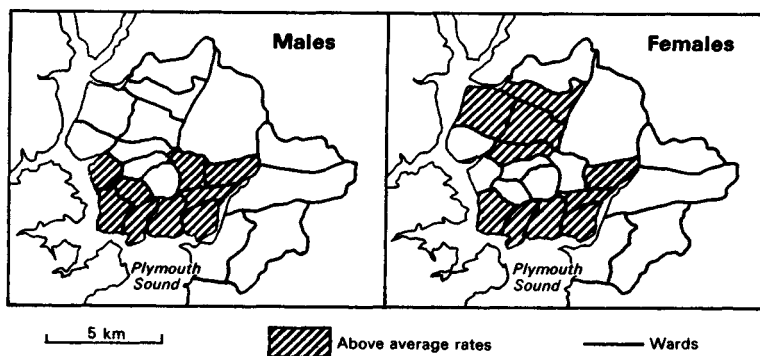 Males
Females
Plymouth
Sound
Plymouth
Sound
5 km
Above average rates
Wards